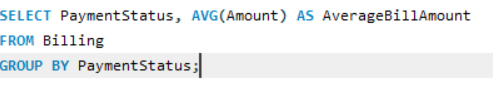 SELECT PaymentStatus, AVG(Amount) AS AverageBillAmount
FROM Billing
GROUP BY PaymentStatus;